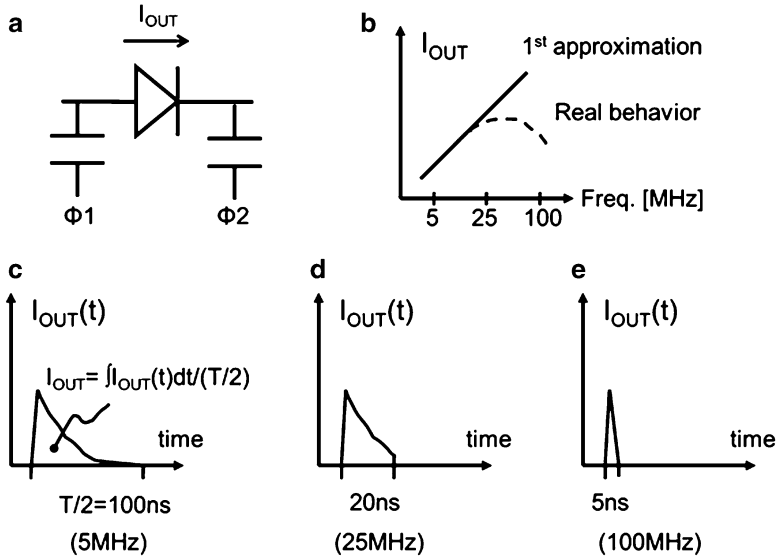 a
I_OUT
Φ1
Φ2
b
I_OUT
1st approximation
Real behavior
5
25
100
Freq. [MHz]
c
I_OUT(t)
I_OUT= ∫I_OUT(t)dt/(T/2)
time
T/2=100ns
(5MHz)
d
I_OUT(t)
time
20ns
(25MHz)
e
I_OUT(t)
time
5ns
(100MHz)